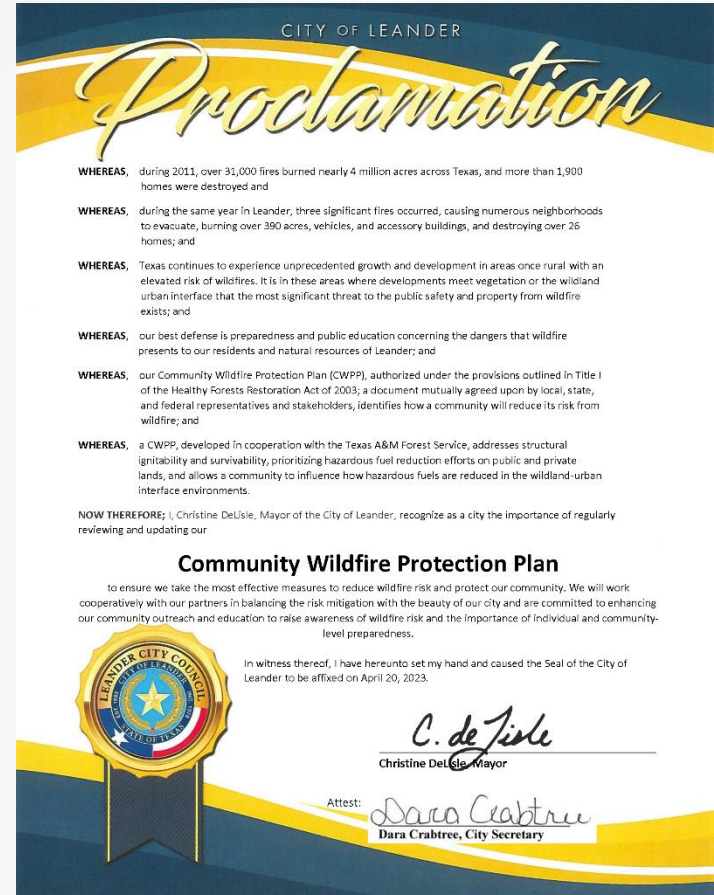 CITY OF LEANDER
Proclamation
WHEREAS, during 2011, over 31,000 fires burned nearly 4 million acres across Texas, and more than 1,900
homes were destroyed and
WHEREAS, during the same year in Leander, three significant fires occurred, causing numerous neighborhoods
to evacuate, burning over 390 acres, vehicles, and accessory buildings, and destroying over 26
homes; and
WHEREAS, Texas continues to experience unprecedented growth and development in areas once rural with an
elevated risk of wildfires. It is in these areas where developments meet vegetation or the wildland
urban interface that the most significant threat to the public safety and property from wildfire
exists; and
WHEREAS, our best defense is preparedness and public education concerning the dangers that wildfire
presents to our residents and natural resources of Leander; and
WHEREAS, our Community Wildfire Protection Plan (CWPP), authorized under the provisions outlined in Title I
of the Healthy Forests Restoration Act of 2003; a document mutually agreed upon by local, state,
and federal representatives and stakeholders, identifies how a community will reduce its risk from
wildfire; and
WHEREAS, a CWPP, developed in cooperation with the Texas A&M Forest Service, addresses structural
ignitability and survivability, prioritizing hazardous fuel reduction efforts on public and private
lands, and allows a community to influence how hazardous fuels are reduced in the wildland-urban
interface environments.
NOW THEREFORE; I, Christine DeLisle, Mayor of the City of Leander, recognize as a city the importance of regularly
reviewing and updating our
Community Wildfire Protection Plan
to ensure we take the most effective measures to reduce wildfire risk and protect our community. We will work
cooperatively with our partners in balancing the risk mitigation with the beauty of our city and are committed to enhancing
our community outreach and education to raise awareness of wildfire risk and the importance of individual and community-
level preparedness.
In witness thereof, I have hereunto set my hand and caused the Seal of the City of
Leander to be affixed on April 20, 2023.
LEANDER CITY COUNCIL
CITY OF LEANDER
STATE OF TEXAS
C. de Lisle
Christine DeLisle, Mayor
Attest:
Dara Crabtree
Dara Crabtree, City Secretary